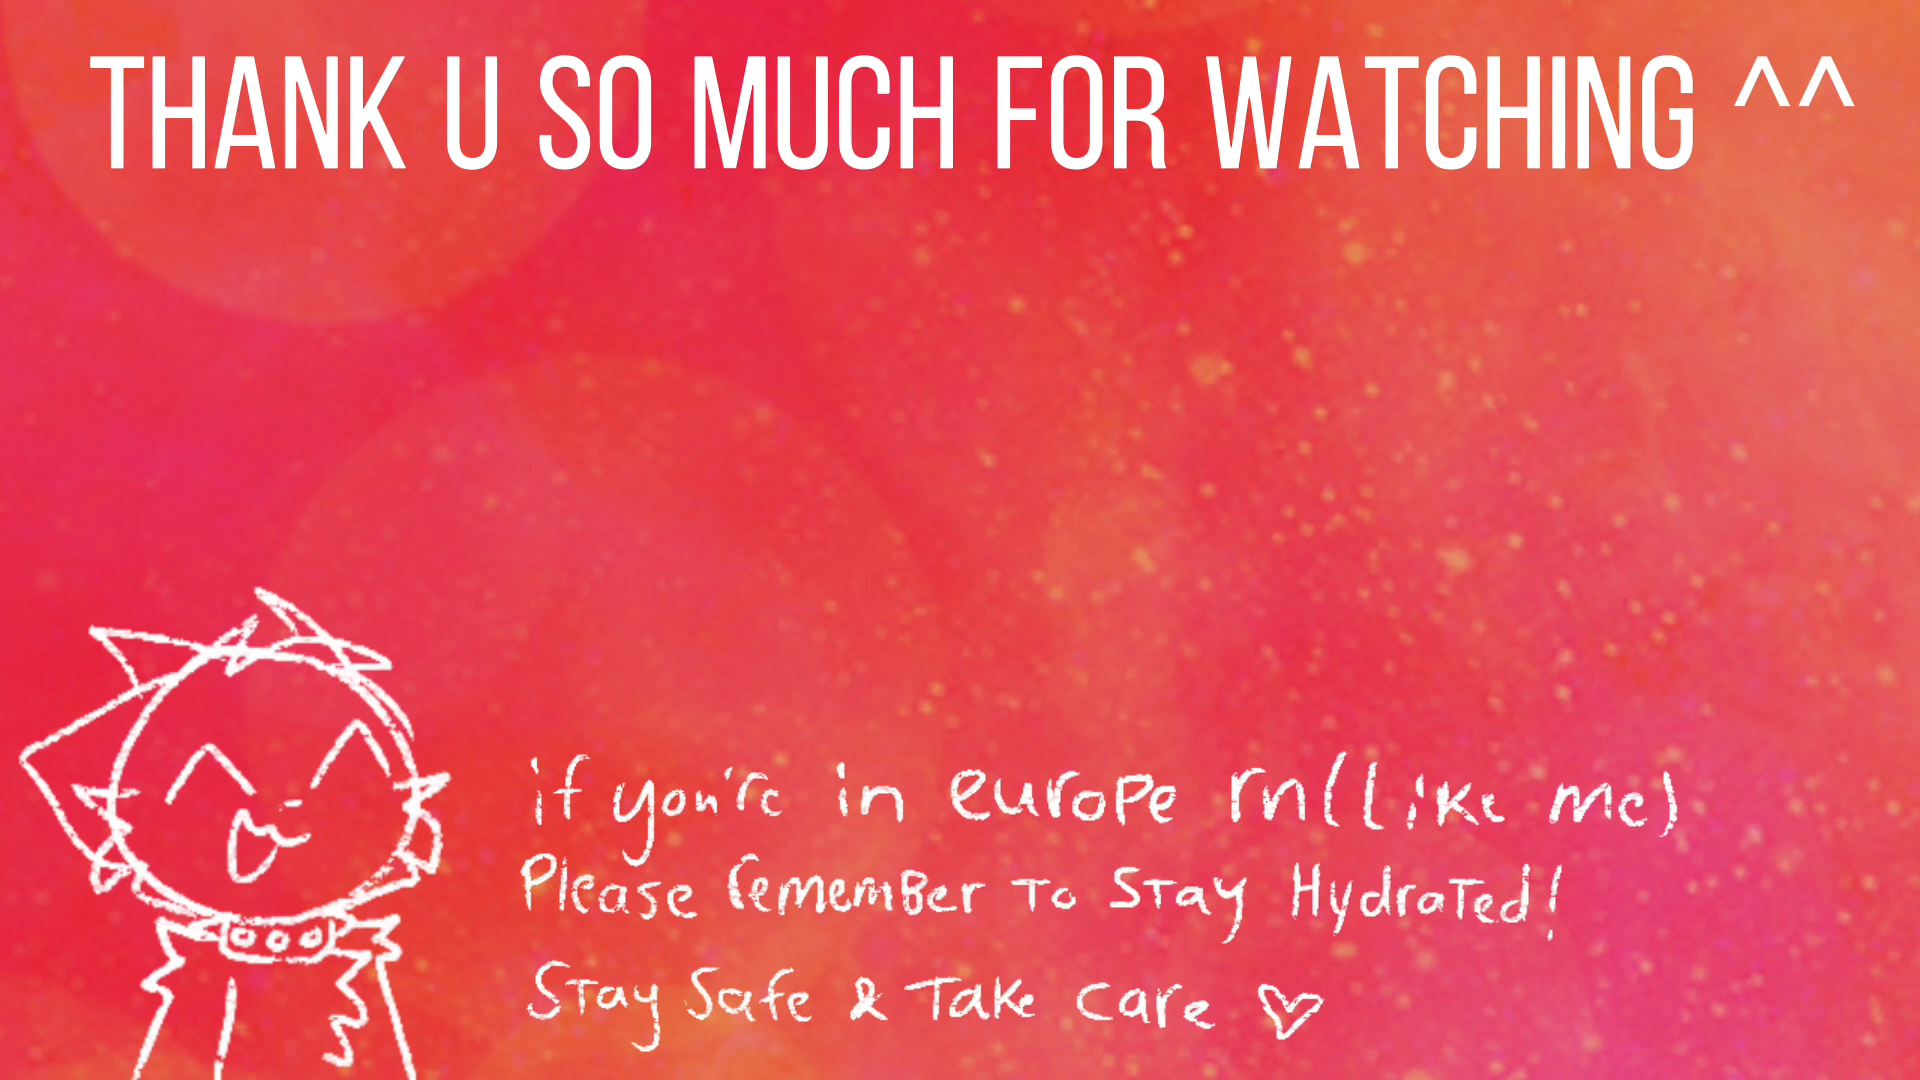 THANK U SO MUCH FOR WATCHING ^^
if you're in europe rn(like me)
Please rememBer To STay HydraTed!
STay Safe & Take care ♡